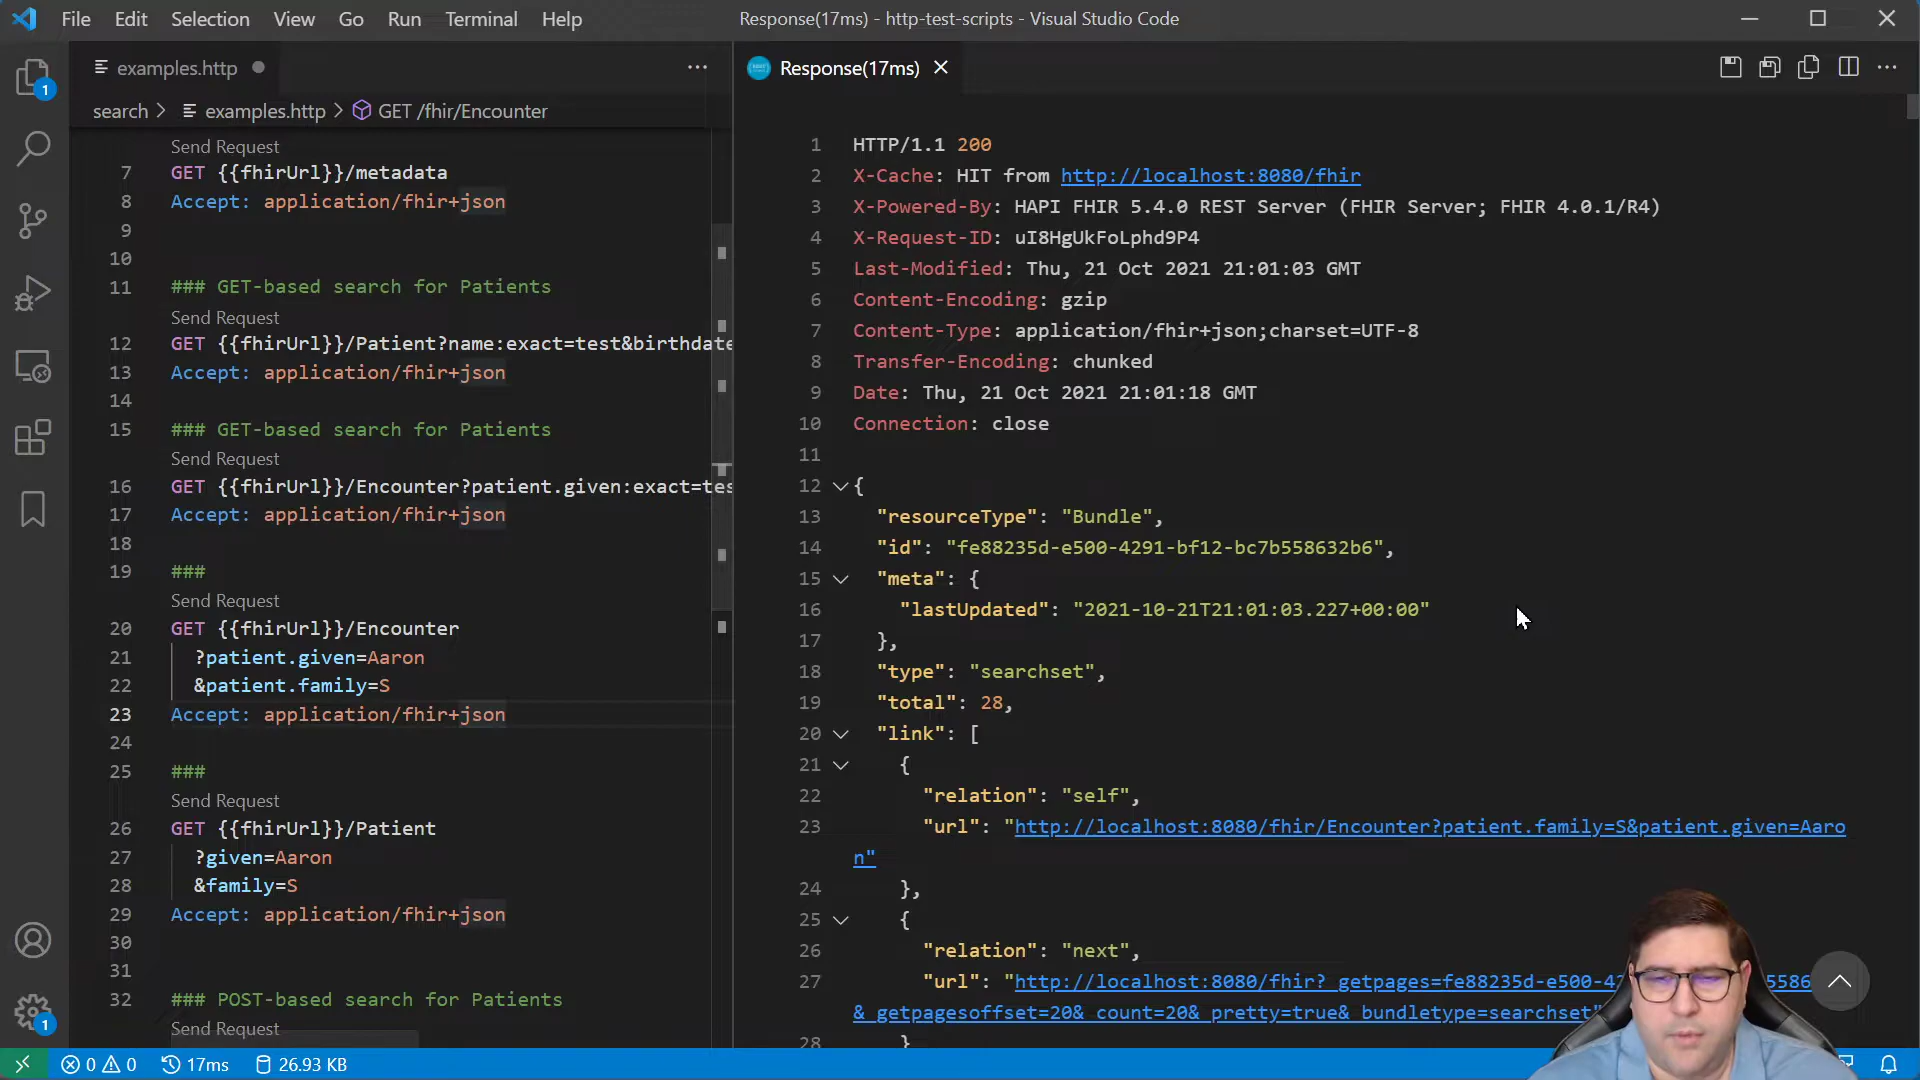 File Edit Selection View Go Run Terminal Help
Response(17ms) - http-test-scripts - Visual Studio Code
1
examples.http
search > examples.http > GET /fhir/Encounter
Send Request
7 GET {{fhirUrl}}/metadata
8 Accept: application/fhir+json
9
10
11 ### GET-based search for Patients
Send Request
12 GET {{fhirUrl}}/Patient?name:exact=test&birthdate
13 Accept: application/fhir+json
14
15 ### GET-based search for Patients
Send Request
16 GET {{fhirUrl}}/Encounter?patient.given:exact=tes
17 Accept: application/fhir+json
18
19 ###
Send Request
20 GET {{fhirUrl}}/Encounter
21 ?patient.given=Aaron
22 &patient.family=S
23 Accept: application/fhir+json
24
25 ###
Send Request
26 GET {{fhirUrl}}/Patient
27 ?given=Aaron
28 &family=S
29 Accept: application/fhir+json
30
31
32 ### POST-based search for Patients
Send Request
Response(17ms)
1 HTTP/1.1 200
2 X-Cache: HIT from http://localhost:8080/fhir
3 X-Powered-By: HAPI FHIR 5.4.0 REST Server (FHIR Server; FHIR 4.0.1/R4)
4 X-Request-ID: uI8HgUkFoLphd9P4
5 Last-Modified: Thu, 21 Oct 2021 21:01:03 GMT
6 Content-Encoding: gzip
7 Content-Type: application/fhir+json;charset=UTF-8
8 Transfer-Encoding: chunked
9 Date: Thu, 21 Oct 2021 21:01:18 GMT
10 Connection: close
11
12 {
13 "resourceType": "Bundle",
14 "id": "fe88235d-e500-4291-bf12-bc7b558632b6",
15 "meta": {
16 "lastUpdated": "2021-10-21T21:01:03.227+00:00"
17 },
18 "type": "searchset",
19 "total": 28,
20 "link": [
21 {
22 "relation": "self",
23 "url": "http://localhost:8080/fhir/Encounter?patient.family=S&patient.given=Aaro
n"
24 },
25 {
26 "relation": "next",
27 "url": "http://localhost:8080/fhir?_getpages=fe88235d-e500-42 5586
&_getpagesoffset=20&_count=20&_pretty=true&_bundletype=searchset"
28 }
1
0 0 17ms 26.93 KB